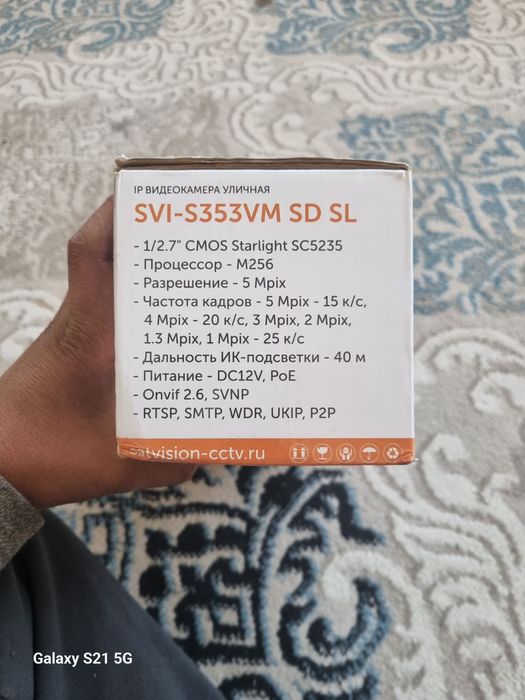 IP ВИДЕОКАМЕРА УЛИЧНАЯ
SVI-S353VM SD SL
- 1/2.7" CMOS Starlight SC5235
- Процессор - M256
- Разрешение - 5 Mpix
- Частота кадров - 5 Mpix - 15 к/с,
4 Mpix - 20 к/с, 3 Mpix, 2 Mpix,
1.3 Mpix, 1 Mpix - 25 к/с
- Дальность ИК-подсветки - 40 м
- Питание - DC12V, PoE
- Onvif 2.6, SVNP
- RTSP, SMTP, WDR, UKIP, P2P
satvision-cctv.ru
Galaxy S21 5G